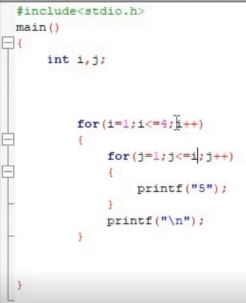 #include<stdio.h>
main()
{
int i,j;
for(i=1;i<=4;i++)
{
for(j=1;j<=i;j++)
{
printf("5");
}
printf("\n");
}
}